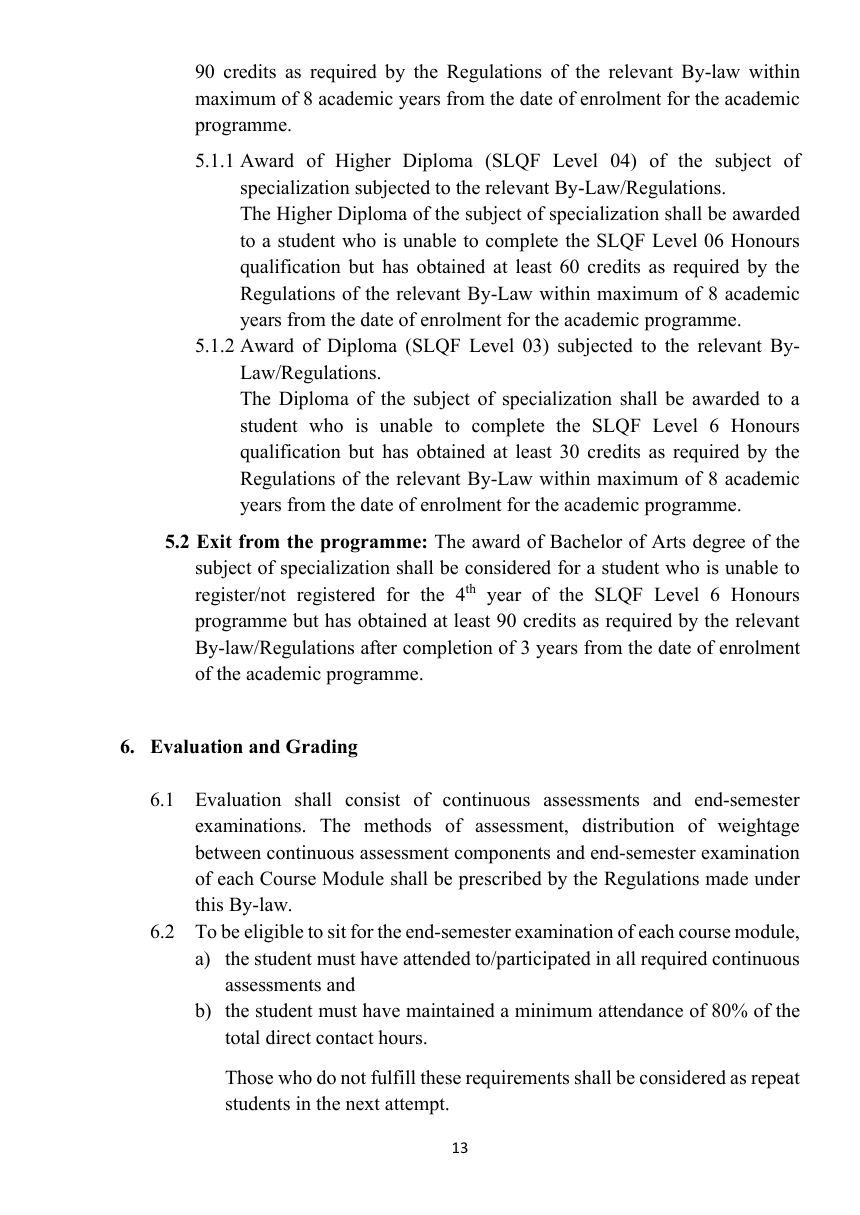 90 credits as required by the Regulations of the relevant By-law within
maximum of 8 academic years from the date of enrolment for the academic
programme.
5.1.1 Award of Higher Diploma (SLQF Level 04) of the subject of
specialization subjected to the relevant By-Law/Regulations.
The Higher Diploma of the subject of specialization shall be awarded
to a student who is unable to complete the SLQF Level 06 Honours
qualification but has obtained at least 60 credits as required by the
Regulations of the relevant By-Law within maximum of 8 academic
years from the date of enrolment for the academic programme.
5.1.2 Award of Diploma (SLQF Level 03) subjected to the relevant By-
Law/Regulations.
The Diploma of the subject of specialization shall be awarded to a
student who is unable to complete the SLQF Level 6 Honours
qualification but has obtained at least 30 credits as required by the
Regulations of the relevant By-Law within maximum of 8 academic
years from the date of enrolment for the academic programme.
5.2 Exit from the programme: The award of Bachelor of Arts degree of the
subject of specialization shall be considered for a student who is unable to
register/not registered for the 4th year of the SLQF Level 6 Honours
programme but has obtained at least 90 credits as required by the relevant
By-law/Regulations after completion of 3 years from the date of enrolment
of the academic programme.
6. Evaluation and Grading
6.1 Evaluation shall consist of continuous assessments and end-semester
examinations. The methods of assessment, distribution of weightage
between continuous assessment components and end-semester examination
of each Course Module shall be prescribed by the Regulations made under
this By-law.
6.2 To be eligible to sit for the end-semester examination of each course module,
a) the student must have attended to/participated in all required continuous
assessments and
b) the student must have maintained a minimum attendance of 80% of the
total direct contact hours.
Those who do not fulfill these requirements shall be considered as repeat
students in the next attempt.
13